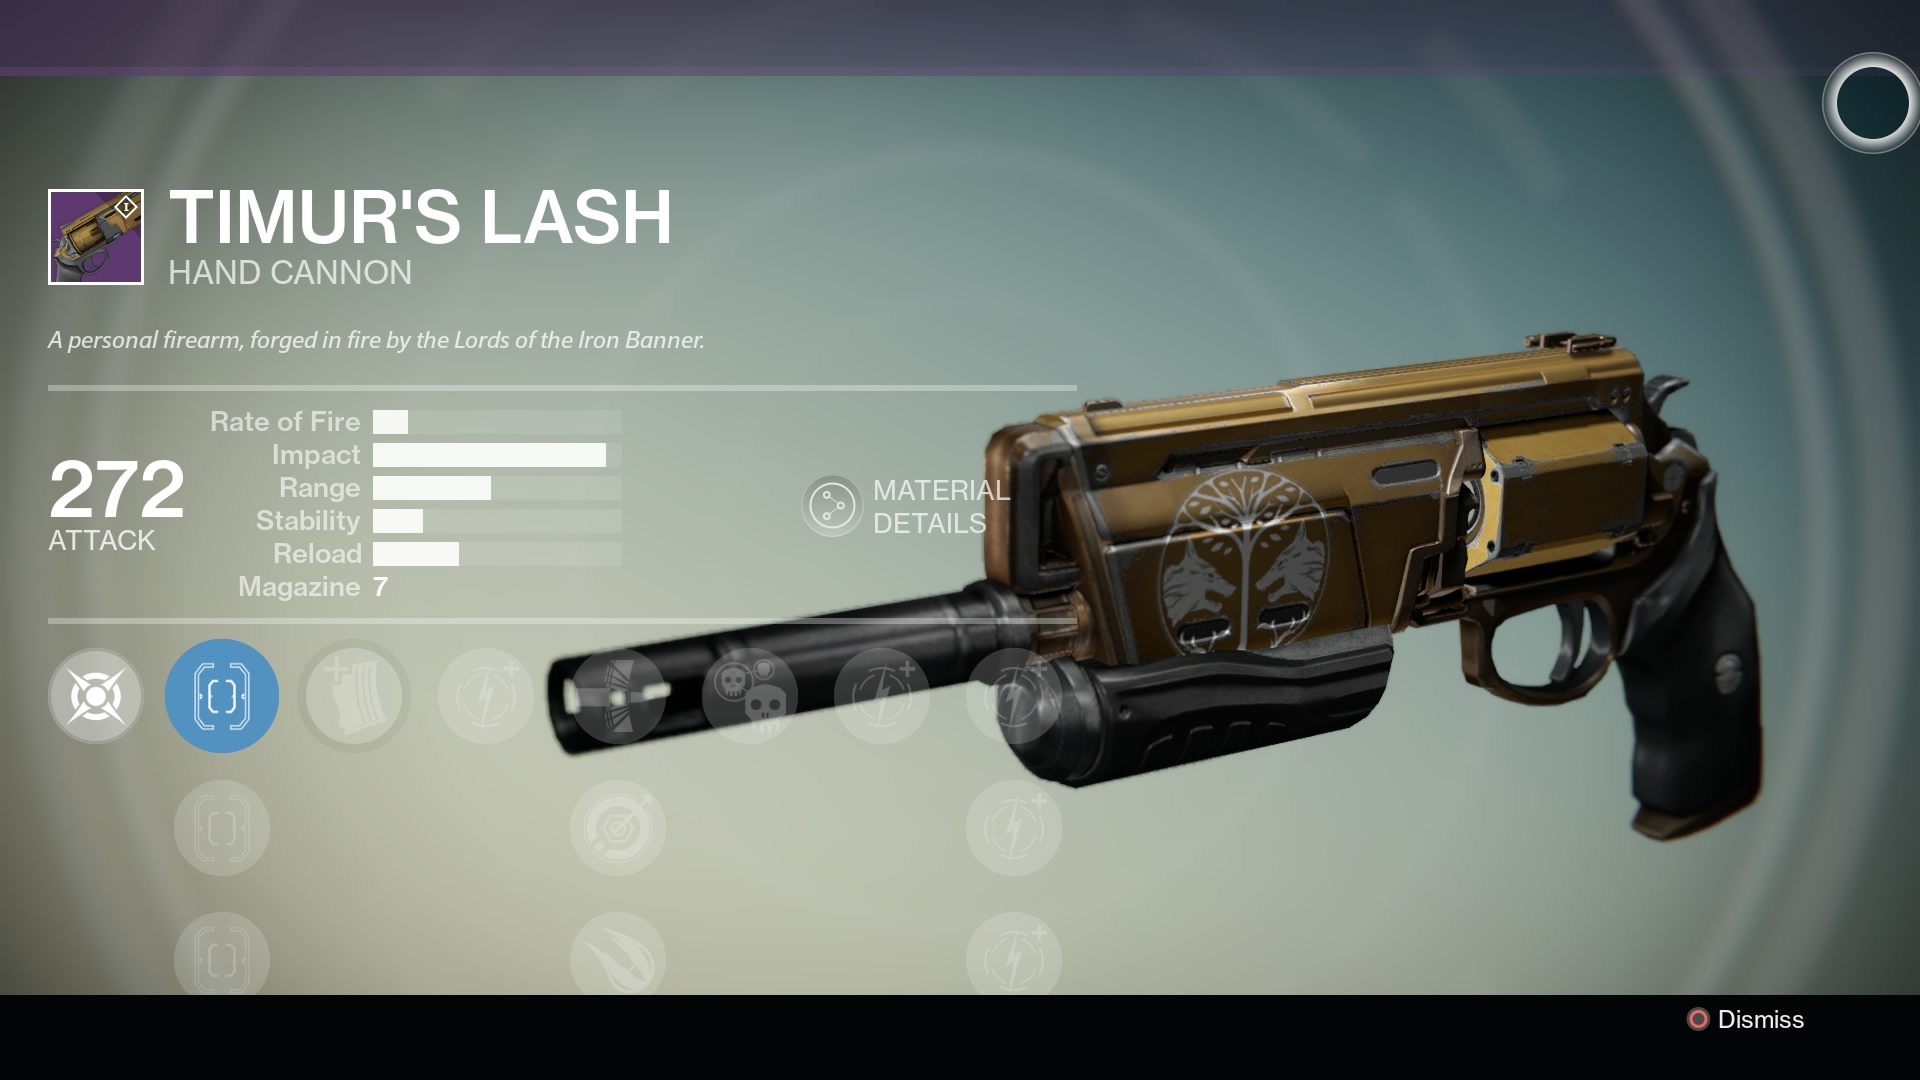 TIMUR'S LASH
HAND CANNON
A personal firearm, forged in fire by the Lords of the Iron Banner.
272
ATTACK
Rate of Fire
Impact
Range
Stability
Reload
Magazine 7
MATERIAL
DETAILS
Dismiss